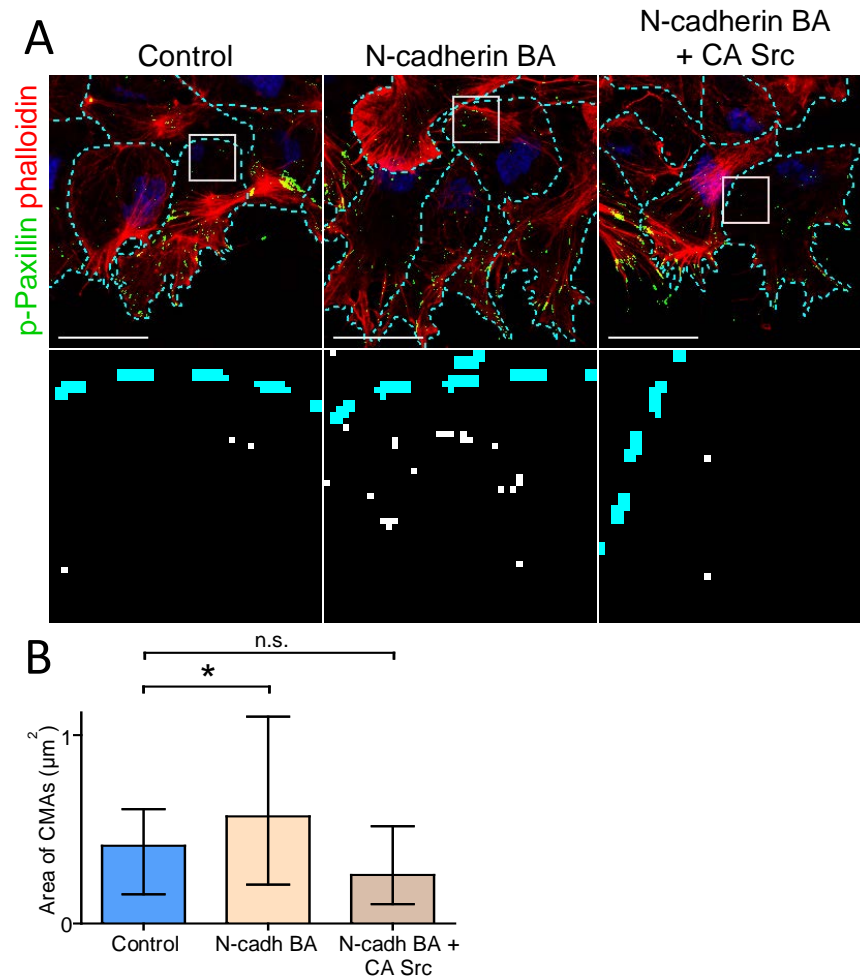 A
Control
N-cadherin BA
N-cadherin BA
+ CA Src
p-Paxillin phalloidin
B
n.s.
*
Area of CMAs (µm²)
1
0
Control
N-cadh BA
N-cadh BA +
CA Src